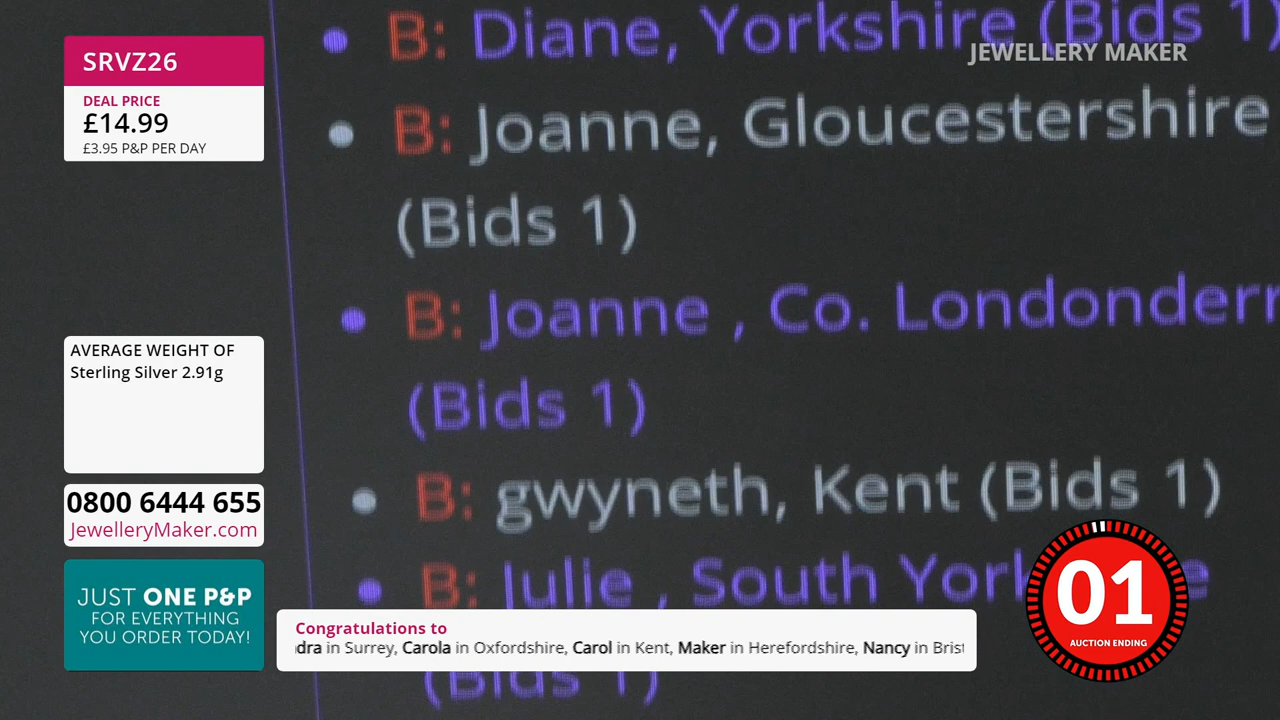 SRVZ26
DEAL PRICE
£14.99
£3.95 P&P PER DAY
AVERAGE WEIGHT OF
Sterling Silver 2.91g
0800 6444 655
JewelleryMaker.com
JUST ONE P&P
FOR EVERYTHING
YOU ORDER TODAY!
JEWELLERY MAKER
B: Diane, Yorkshire (Bids 1)
B: Joanne, Gloucestershire
(Bids 1)
B: Joanne , Co. Londonderr
(Bids 1)
B: gwyneth, Kent (Bids 1)
B: Julie , South York
(Bids 1)
Congratulations to
dra in Surrey, Carola in Oxfordshire, Carol in Kent, Maker in Herefordshire, Nancy in Brist
01
AUCTION ENDING